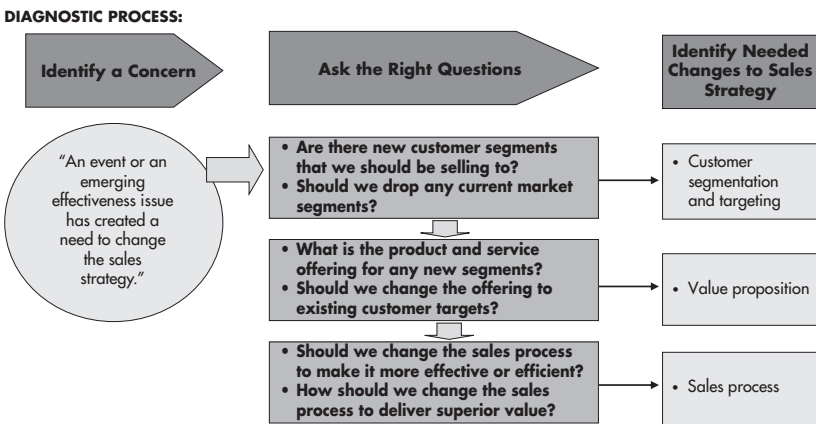 DIAGNOSTIC PROCESS:
Identify a Concern
Ask the Right Questions
Identify Needed
Changes to Sales
Strategy
“An event or an
emerging
effectiveness issue
has created a
need to change
the sales
strategy.”
• Are there new customer segments
that we should be selling to?
• Should we drop any current market
segments?
• Customer
segmentation
and targeting
• What is the product and service
offering for any new segments?
• Should we change the offering to
existing customer targets?
• Value proposition
• Should we change the sales process
to make it more effective or efficient?
• How should we change the sales
process to deliver superior value?
• Sales process